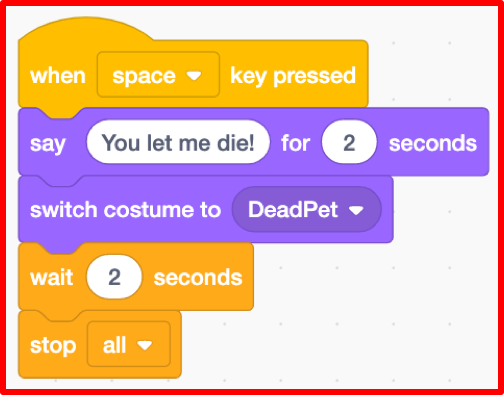 when space key pressed
say You let me die! for 2 seconds
switch costume to DeadPet
wait 2 seconds
stop all